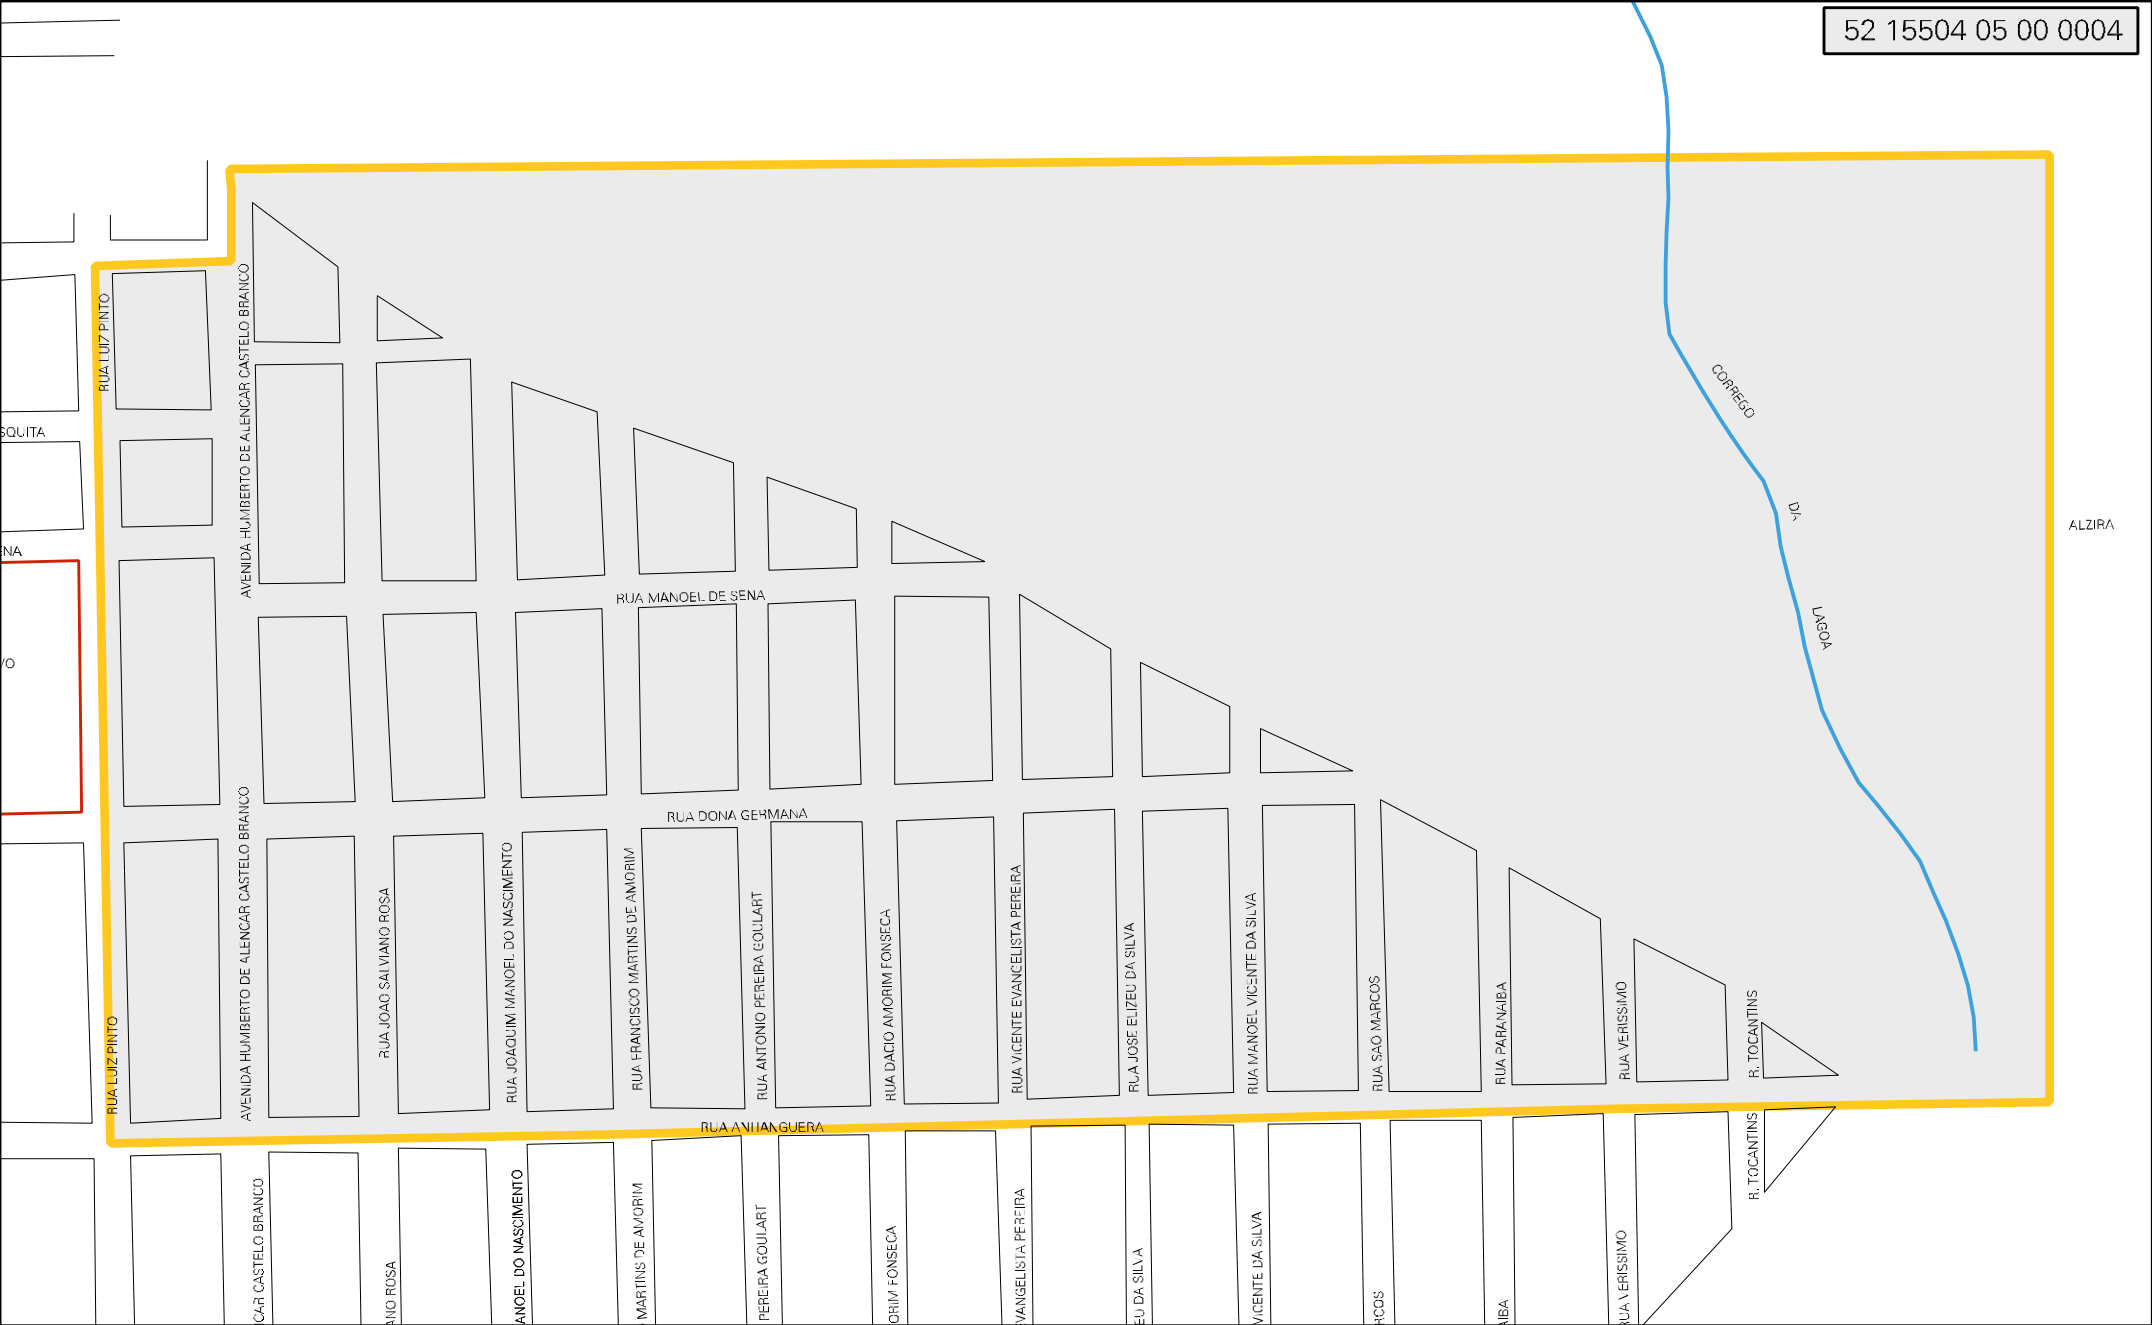 52 15504 05 00 0004
RUA LUIZ PINTO
AVENIDA HUMBERTO DE ALENCAR CASTELO BRANCO
CORREGO
DA
LAGOA
ALZIRA
SQUITA
ENA
VO
RUA MANOEL DE SENA
RUA DONA GERMANA
RUA LUIZ PINTO
AVENIDA HUMBERTO DE ALENCAR CASTELO BRANCO
RUA JOAO SALVIANO ROSA
RUA JOAQUIM MANOEL DO NASCIMENTO
RUA FRANCISCO MARTINS DE AMORIM
RUA ANTONIO PEREIRA GOULART
RUA DACIO AMORIM FONSECA
RUA VICENTE EVANCELISTA PEREIRA
RUA JOSE ELIZEU DA SILVA
RUA MANOEL VICENTE DA SILVA
RUA SAO MARCOS
RUA PARANAIBA
RUA VERISSIMO
R. TOCANTINS
RUA ANHANGUERA
CAR CASTELO BRANCO
ANO ROSA
ANOEL DO NASCIMENTO
MARTINS DE AMORIM
PEREIRA GOULART
ORIM FONSECA
VANGELISTA PEREIRA
EU DA SILVA
VICENTE DA SILVA
RCOS
AIBA
RUA VERISSIMO
R. TOCANTINS